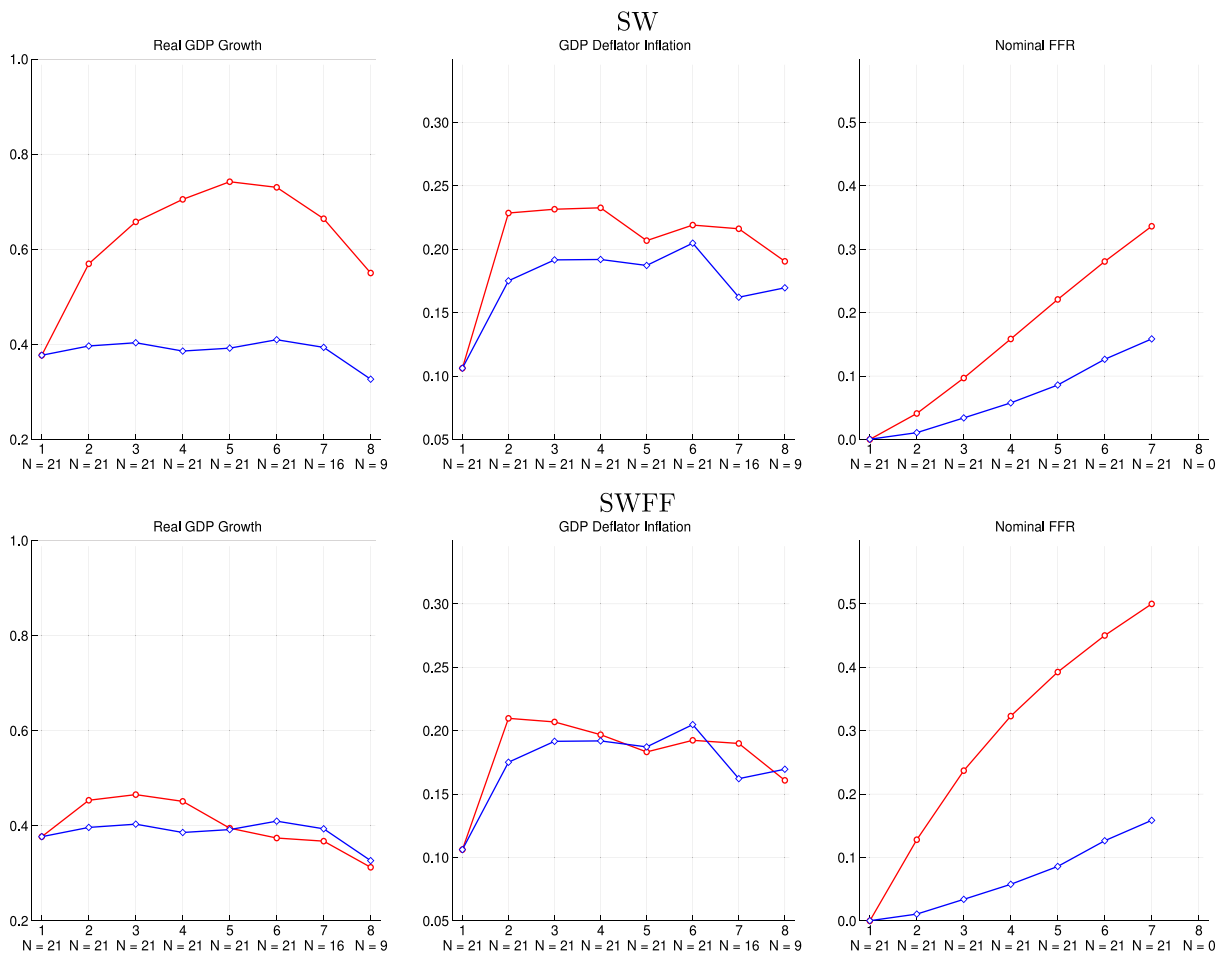 SW
Real GDP Growth
1.0
0.8
0.6
0.4
0.2
1 2 3 4 5 6 7 8
N = 21 N = 21 N = 21 N = 21 N = 21 N = 21 N = 16 N = 9
GDP Deflator Inflation
0.30
0.25
0.20
0.15
0.10
0.05
1 2 3 4 5 6 7 8
N = 21 N = 21 N = 21 N = 21 N = 21 N = 21 N = 16 N = 9
Nominal FFR
0.5
0.4
0.3
0.2
0.1
0.0
1 2 3 4 5 6 7 8
N = 21 N = 21 N = 21 N = 21 N = 21 N = 21 N = 21 N = 0
SWFF
Real GDP Growth
1.0
0.8
0.6
0.4
0.2
1 2 3 4 5 6 7 8
N = 21 N = 21 N = 21 N = 21 N = 21 N = 21 N = 16 N = 9
GDP Deflator Inflation
0.30
0.25
0.20
0.15
0.10
0.05
1 2 3 4 5 6 7 8
N = 21 N = 21 N = 21 N = 21 N = 21 N = 21 N = 16 N = 9
Nominal FFR
0.5
0.4
0.3
0.2
0.1
0.0
1 2 3 4 5 6 7 8
N = 21 N = 21 N = 21 N = 21 N = 21 N = 21 N = 21 N = 0